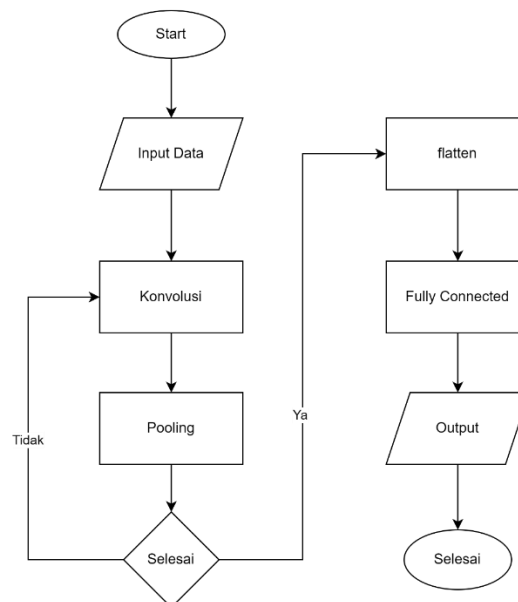 Start
Input Data
Konvolusi
Pooling
Selesai
Tidak
Ya
flatten
Fully Connected
Output
Selesai